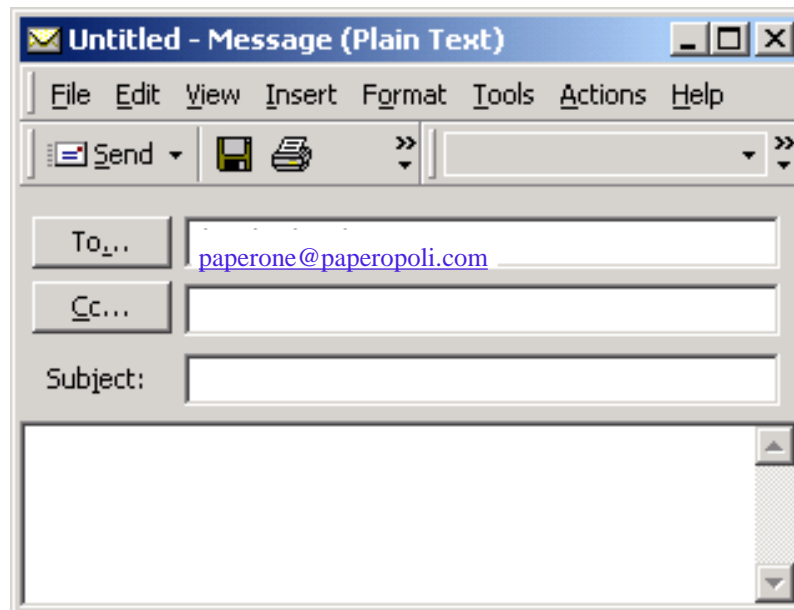 Untitled - Message (Plain Text)
File Edit View Insert Format Tools Actions Help
Send
To... paperone@paperopoli.com
Cc...
Subject: